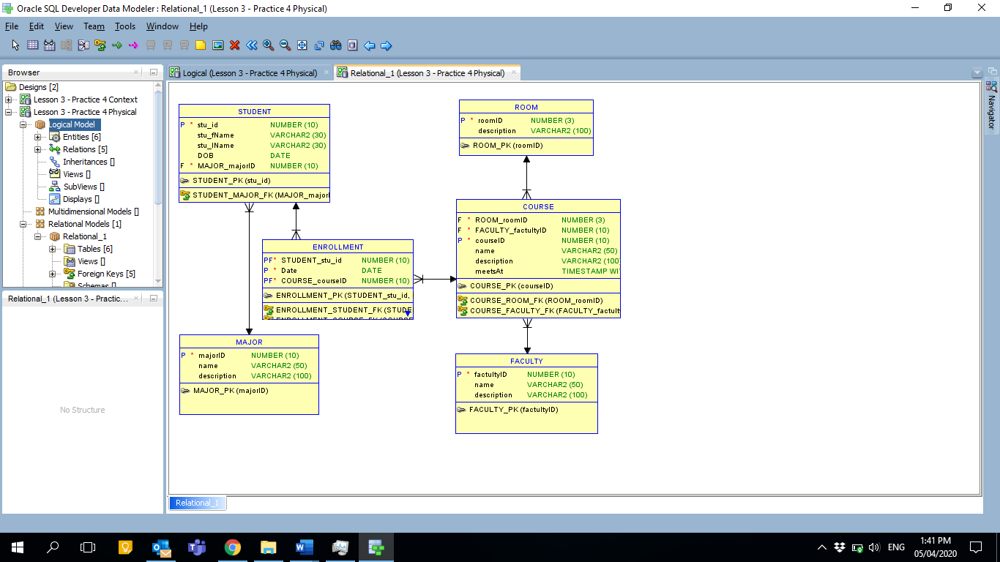 Oracle SQL Developer Data Modeler : Relational_1 (Lesson 3 - Practice 4 Physical)
File Edit View Team Tools Window Help
Browser
Designs [2]
Lesson 3 - Practice 4 Context
Lesson 3 - Practice 4 Physical
Logical Model
Entities [6]
Relations [5]
Inheritances []
Views []
SubViews []
Displays []
Multidimensional Models []
Relational Models [1]
Relational_1
Tables [6]
Views []
Foreign Keys [5]
Schemas []
Relational_1 (Lesson 3 - Practic...
No Structure
Logical (Lesson 3 - Practice 4 Physical)
Relational_1 (Lesson 3 - Practice 4 Physical)
Navigator
STUDENT
P * stu_id NUMBER (10)
stu_fName VARCHAR2 (30)
stu_lName VARCHAR2 (30)
DOB DATE
F * MAJOR_majorID NUMBER (10)
STUDENT_PK (stu_id)
STUDENT_MAJOR_FK (MAJOR_majorI
ROOM
P * roomID NUMBER (3)
description VARCHAR2 (100)
ROOM_PK (roomID)
COURSE
F * ROOM_roomID NUMBER (3)
F * FACULTY_factultyID NUMBER (10)
P * courseID NUMBER (10)
name VARCHAR2 (50)
description VARCHAR2 (100)
meetsAt TIMESTAMP WI
COURSE_PK (courseID)
COURSE_ROOM_FK (ROOM_roomID)
COURSE_FACULTY_FK (FACULTY_facult
ENROLLMENT
PF* STUDENT_stu_id NUMBER (10)
P * Date DATE
PF* COURSE_courseID NUMBER (10)
ENROLLMENT_PK (STUDENT_stu_id,
ENROLLMENT_STUDENT_FK (STUDE
ENROLLMENT_COURSE_FK (COURSE
MAJOR
P * majorID NUMBER (10)
name VARCHAR2 (50)
description VARCHAR2 (100)
MAJOR_PK (majorID)
FACULTY
P * factultyID NUMBER (10)
name VARCHAR2 (50)
description VARCHAR2 (100)
FACULTY_PK (factultyID)
Relational_1
ENG
1:41 PM
05/04/2020